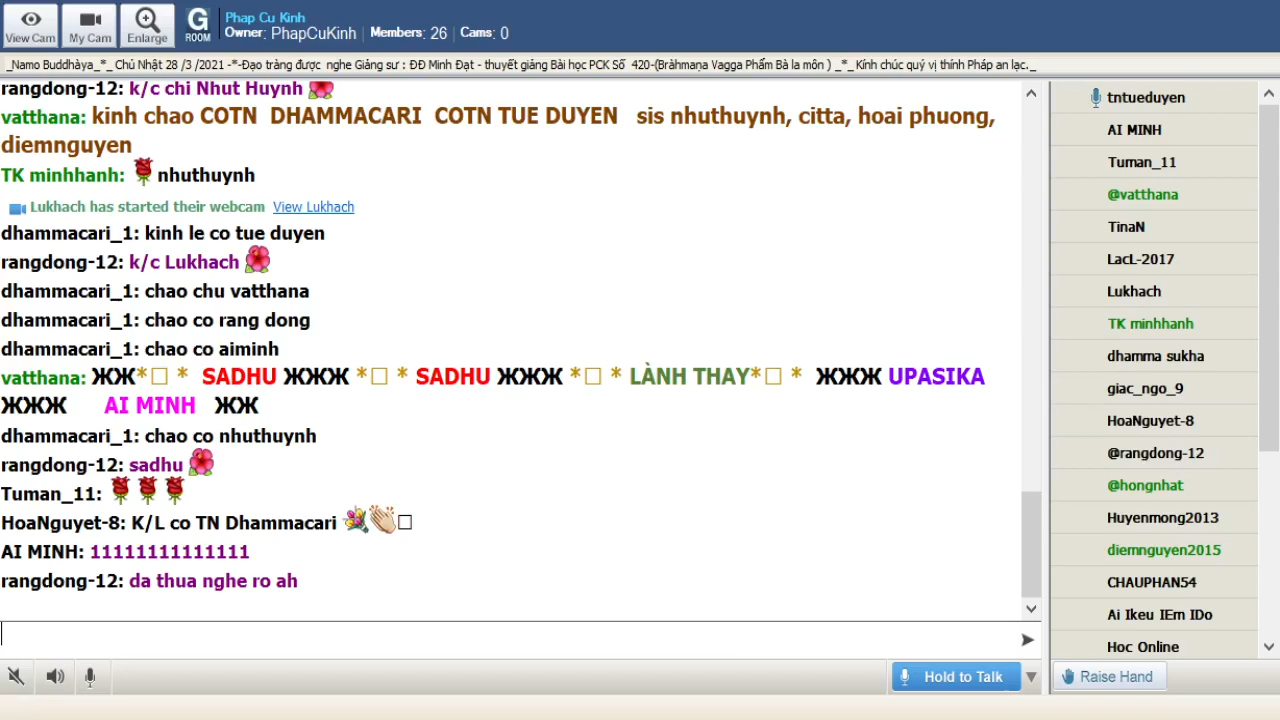 View Cam
My Cam
Enlarge
G
ROOM
Phap Cu Kinh
Owner: PhapCuKinh | Members: 26 | Cams: 0
_Namo Buddhàya_*_ Chủ Nhật 28 /3 /2021 -*-Đạo tràng được nghe Giảng sư : ĐĐ Minh Đạt - thuyết giảng Bài học PCK Số 420-(Bràhmaṇa Vagga Phẩm Bà la môn ) _*_ Kính chúc quý vị thính Pháp an lạc._
rangdong-12: k/c chi Nhut Huynh
vatthana: kinh chao COTN DHAMMACARI COTN TUE DUYEN sis nhuthuynh, citta, hoai phuong,
diemnguyen
TK minhhanh: nhuthuynh
Lukhach has started their webcam View Lukhach
dhammacari_1: kinh le co tue duyen
rangdong-12: k/c Lukhach
dhammacari_1: chao chu vatthana
dhammacari_1: chao co rang dong
dhammacari_1: chao co aiminh
vatthana: ЖЖ*□ * SADHU ЖЖЖ *□ * SADHU ЖЖЖ *□ * LÀNH THAY*□ * ЖЖЖ UPASIKA
ЖЖЖ AI MINH ЖЖ
dhammacari_1: chao co nhuthuynh
rangdong-12: sadhu
Tuman_11:
HoaNguyet-8: K/L co TN Dhammacari □
AI MINH: 11111111111111
rangdong-12: da thua nghe ro ah
Hold to Talk
tntueduyen
AI MINH
Tuman_11
@vatthana
TinaN
LacL-2017
Lukhach
TK minhhanh
dhamma sukha
giac_ngo_9
HoaNguyet-8
@rangdong-12
@hongnhat
Huyenmong2013
diemnguyen2015
CHAUPHAN54
Ai Ikeu IEm IDo
Hoc Online
Raise Hand